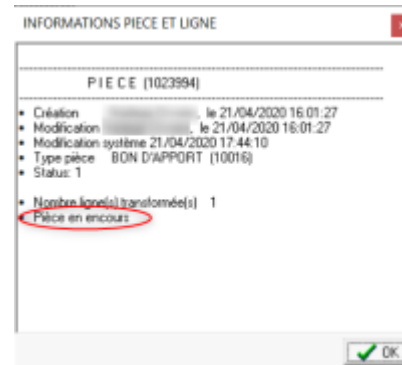 INFORMATIONS PIECE ET LIGNE
P I E C E (1023994)
• Création , le 21/04/2020 16:01:27
• Modification , le 21/04/2020 16:01:27
• Modification système 21/04/2020 17:44:10
• Type pièce BON D'APPORT (10016)
• Status: 1
• Nombre ligne(s) transformée(s) 1
• Pièce en encours
OK